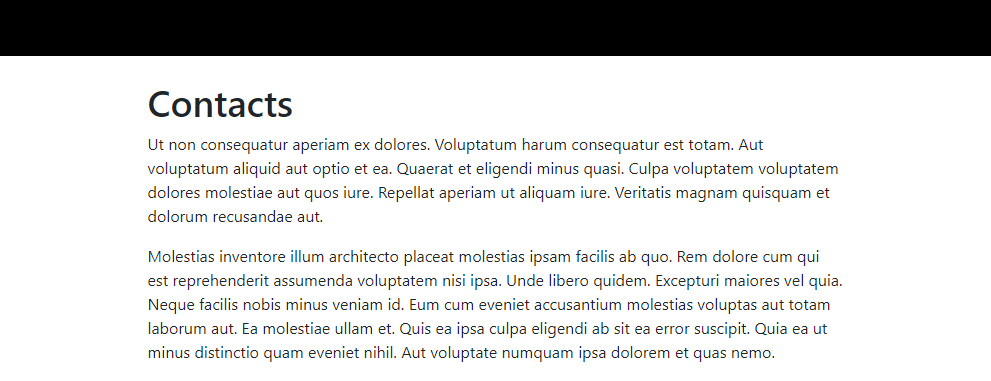 Contacts
Ut non consequatur aperiam ex dolores. Voluptatum harum consequatur est totam. Aut
voluptatum aliquid aut optio et ea. Quaerat et eligendi minus quasi. Culpa voluptatem voluptatem
dolores molestiae aut quos iure. Repellat aperiam ut aliquam iure. Veritatis magnam quisquam et
dolorum recusandae aut.
Molestias inventore illum architecto placeat molestias ipsam facilis ab quo. Rem dolore cum qui
est reprehenderit assumenda voluptatem nisi ipsa. Unde libero quidem. Excepturi maiores vel quia.
Neque facilis nobis minus veniam id. Eum cum eveniet accusantium molestias voluptas aut totam
laborum aut. Ea molestiae ullam et. Quis ea ipsa culpa eligendi ab sit ea error suscipit. Quia ea ut
minus distinctio quam eveniet nihil. Aut voluptate numquam ipsa dolorem et quas nemo.